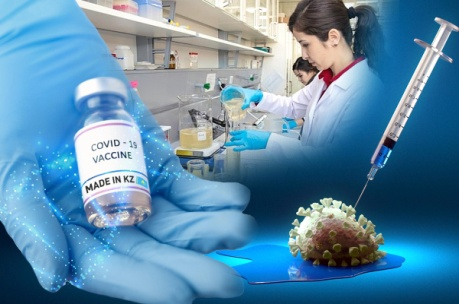 COVID - 19
VACCINE
MADE IN KZ